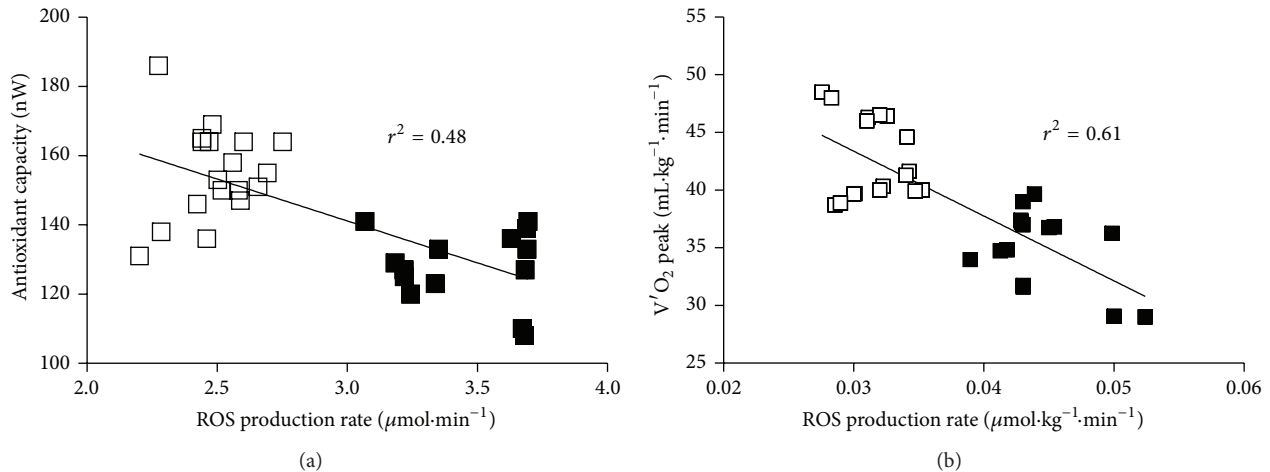 200
180
160
140
120
100
Antioxidant capacity (nW)
r² = 0.48
2.0 2.5 3.0 3.5 4.0
ROS production rate (μmol·min⁻¹)
(a)
55
50
45
40
35
30
25
V′O₂ peak (mL·kg⁻¹·min⁻¹)
r² = 0.61
0.02 0.03 0.04 0.05 0.06
ROS production rate (μmol·kg⁻¹·min⁻¹)
(b)